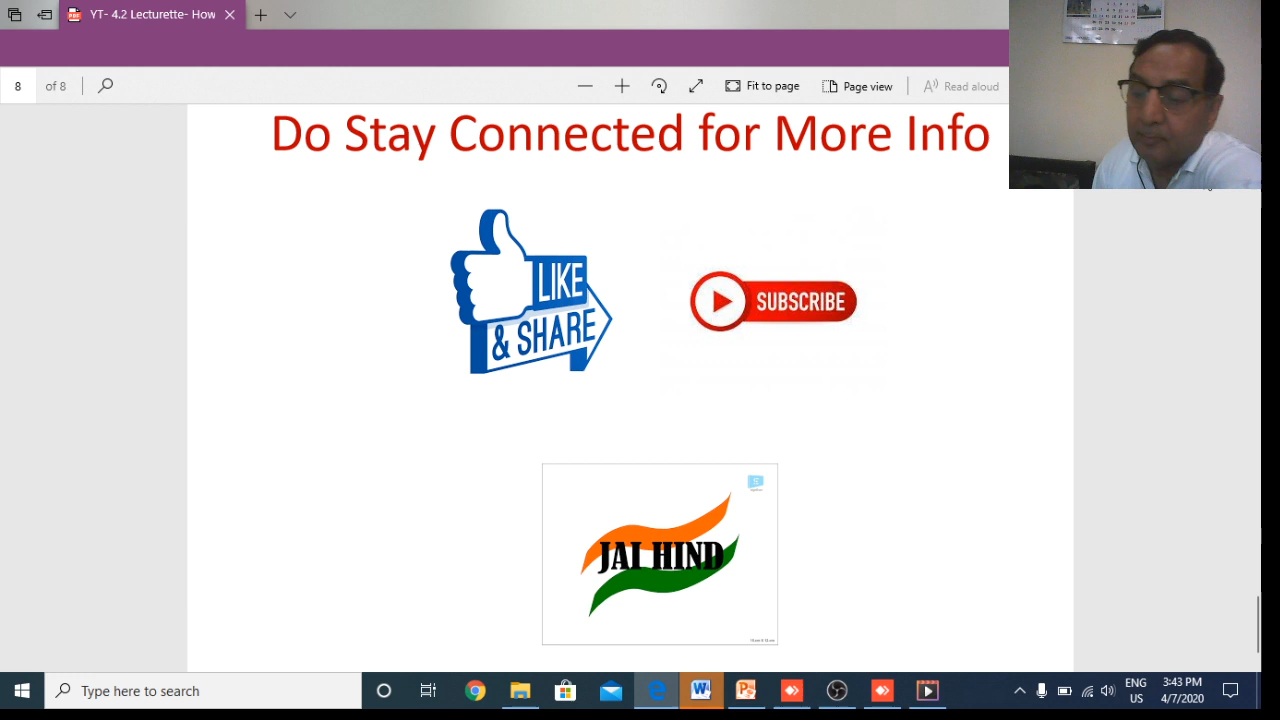 YT- 4.2 Lecturette- How
8 of 8
Fit to page
Page view
Read aloud
Do Stay Connected for More Info
LIKE
& SHARE
SUBSCRIBE
JAI HIND
Type here to search
ENG
US
3:43 PM
4/7/2020